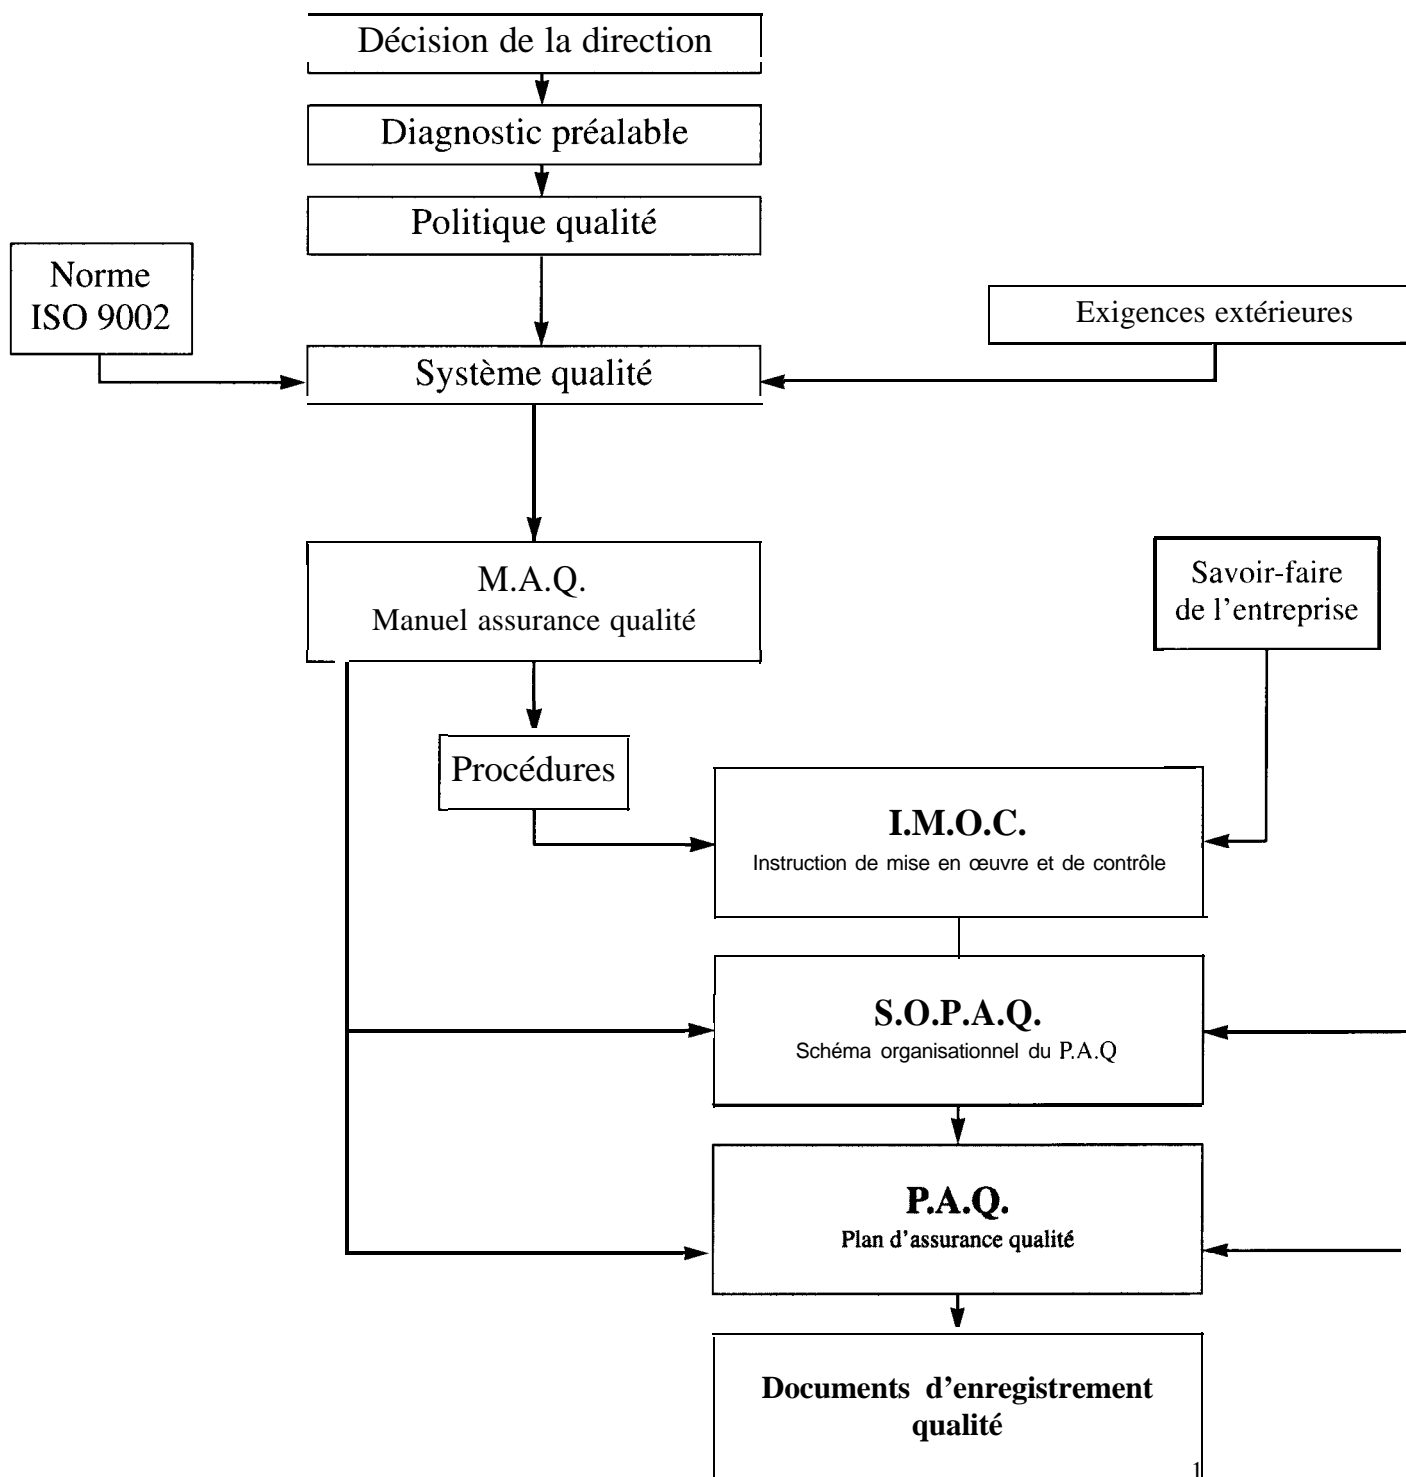 Décision de la direction
Diagnostic préalable
Politique qualité
Norme
ISO 9002
Exigences extérieures
Système qualité
M.A.Q.
Manuel assurance qualité
Savoir-faire
de l'entreprise
Procédures
I.M.O.C.
Instruction de mise en œuvre et de contrôle
S.O.P.A.Q.
Schéma organisationnel du P.A.Q
P.A.Q.
Plan d'assurance qualité
Documents d'enregistrement
qualité
1